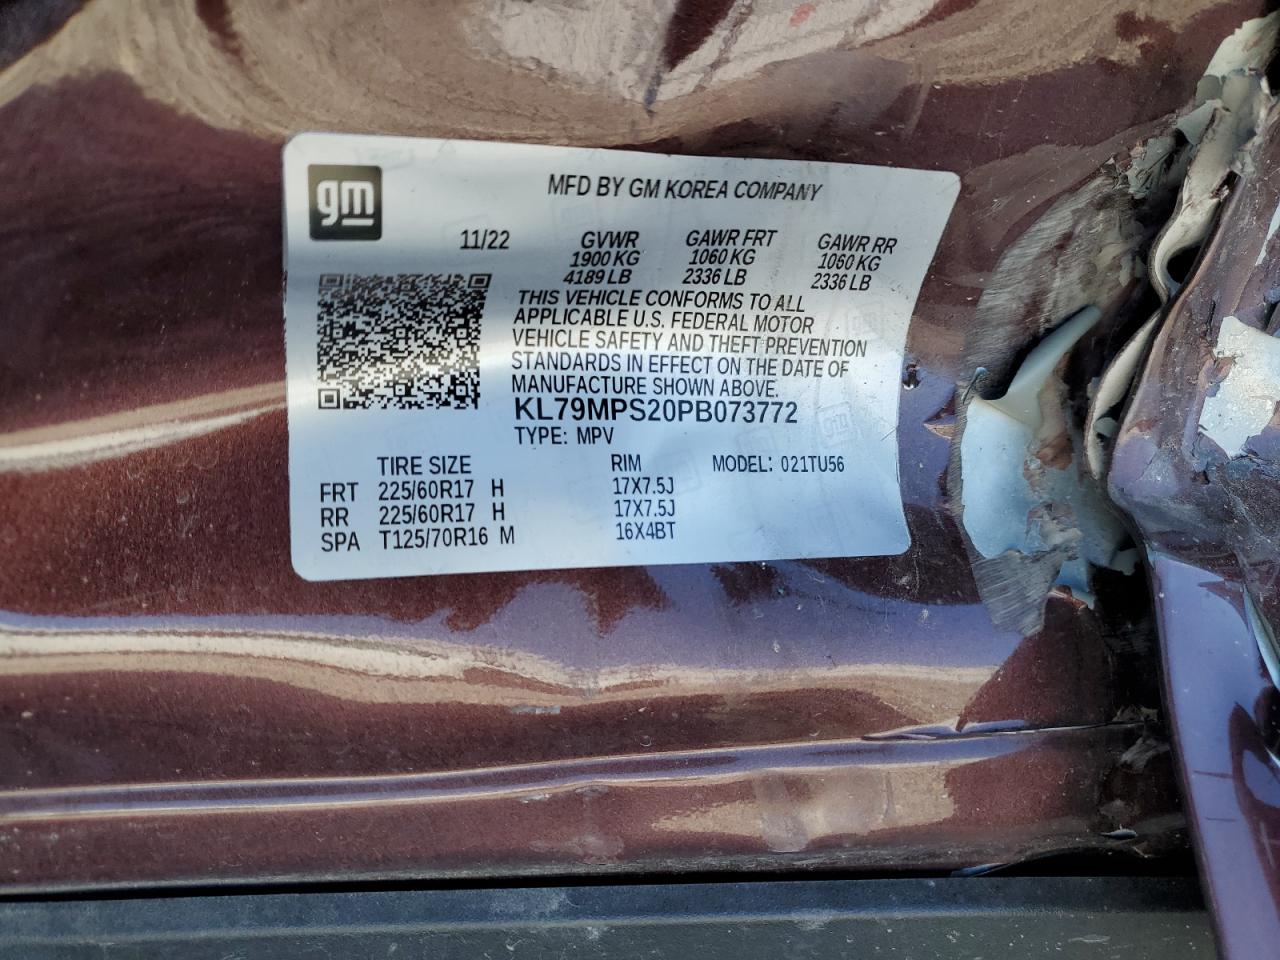 gm
MFD BY GM KOREA COMPANY
11/22 GVWR GAWR FRT GAWR RR
1900 KG 1060 KG 1060 KG
4189 LB 2336 LB 2336 LB
THIS VEHICLE CONFORMS TO ALL
APPLICABLE U.S. FEDERAL MOTOR
VEHICLE SAFETY AND THEFT PREVENTION
STANDARDS IN EFFECT ON THE DATE OF
MANUFACTURE SHOWN ABOVE.
KL79MPS20PB073772
TYPE: MPV
TIRE SIZE RIM MODEL: 021TU56
FRT 225/60R17 H 17X7.5J
RR 225/60R17 H 17X7.5J
SPA T125/70R16 M 16X4BT